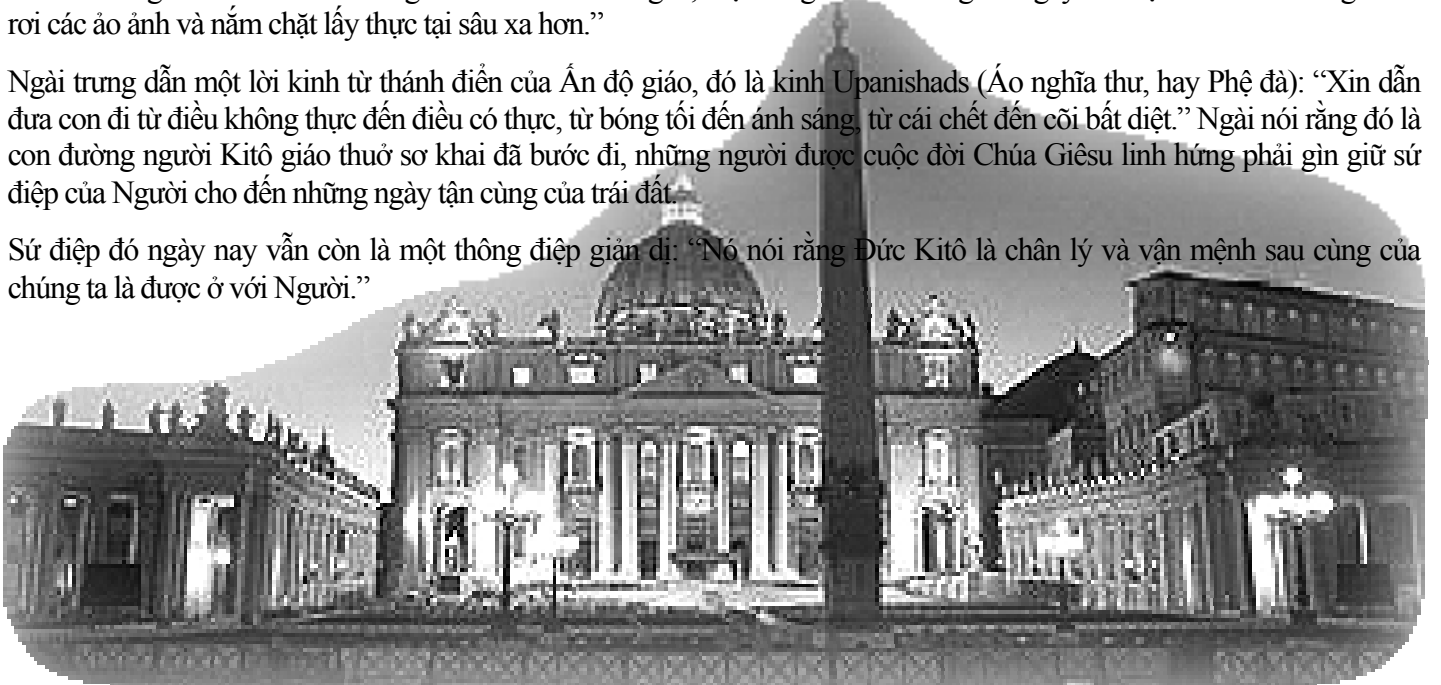 rơi các ảo ảnh và nắm chặt lấy thực tại sâu xa hơn.”
Ngài trưng dẫn một lời kinh từ thánh điển của Ấn độ giáo, đó là kinh Upanishads (Áo nghĩa thư, hay Phệ đà): “Xin dẫn
đưa con đi từ điều không thực đến điều có thực, từ bóng tối đến ánh sáng, từ cái chết đến cõi bất diệt.” Ngài nói rằng đó là
con đường người Kitô giáo thuở sơ khai đã bước đi, những người được cuộc đời Chúa Giêsu linh hứng phải gìn giữ sứ
điệp của Người cho đến những ngày tận cùng của trái đất.
Sứ điệp đó ngày nay vẫn còn là một thông điệp giản dị: “Nó nói rằng Đức Kitô là chân lý và vận mệnh sau cùng của
chúng ta là được ở với Người.”